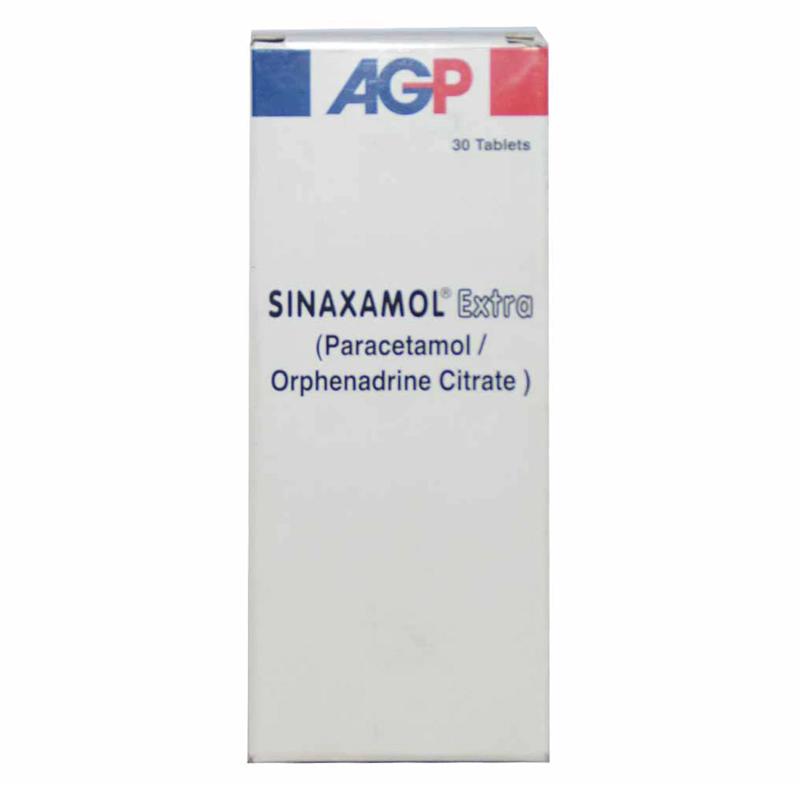 AGP
30 Tablets
SINAXAMOL® Extra
(Paracetamol /
Orphenadrine Citrate )